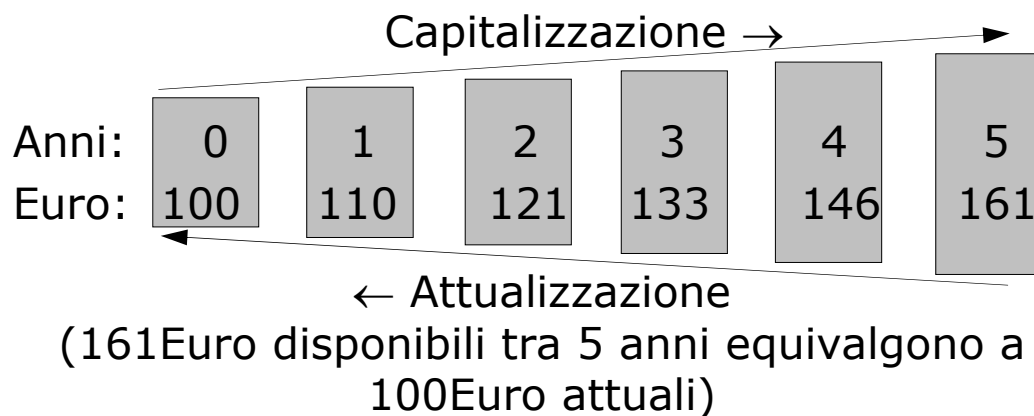 Capitalizzazione →
Anni: 0 1 2 3 4 5
Euro: 100 110 121 133 146 161
← Attualizzazione
(161Euro disponibili tra 5 anni equivalgono a
100Euro attuali)